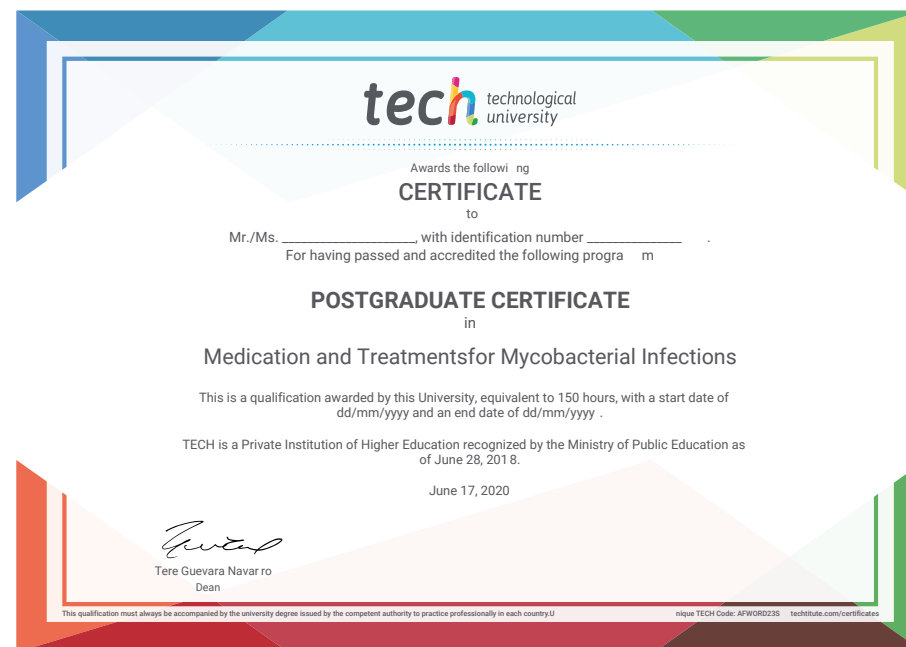 tech technological
university
Awards the followi ng
CERTIFICATE
to
Mr./Ms. ____________________, with identification number ______________ .
For having passed and accredited the following progra m
POSTGRADUATE CERTIFICATE
in
Medication and Treatmentsfor Mycobacterial Infections
This is a qualification awarded by this University, equivalent to 150 hours, with a start date of
dd/mm/yyyy and an end date of dd/mm/yyyy .
TECH is a Private Institution of Higher Education recognized by the Ministry of Public Education as
of June 28, 201 8.
June 17, 2020
Tere Guevara Navar ro
Dean
This qualification must always be accompanied by the university degree issued by the competent authority to practice professionally in each country.U nique TECH Code: AFWORD23S techtitute.com/certificates